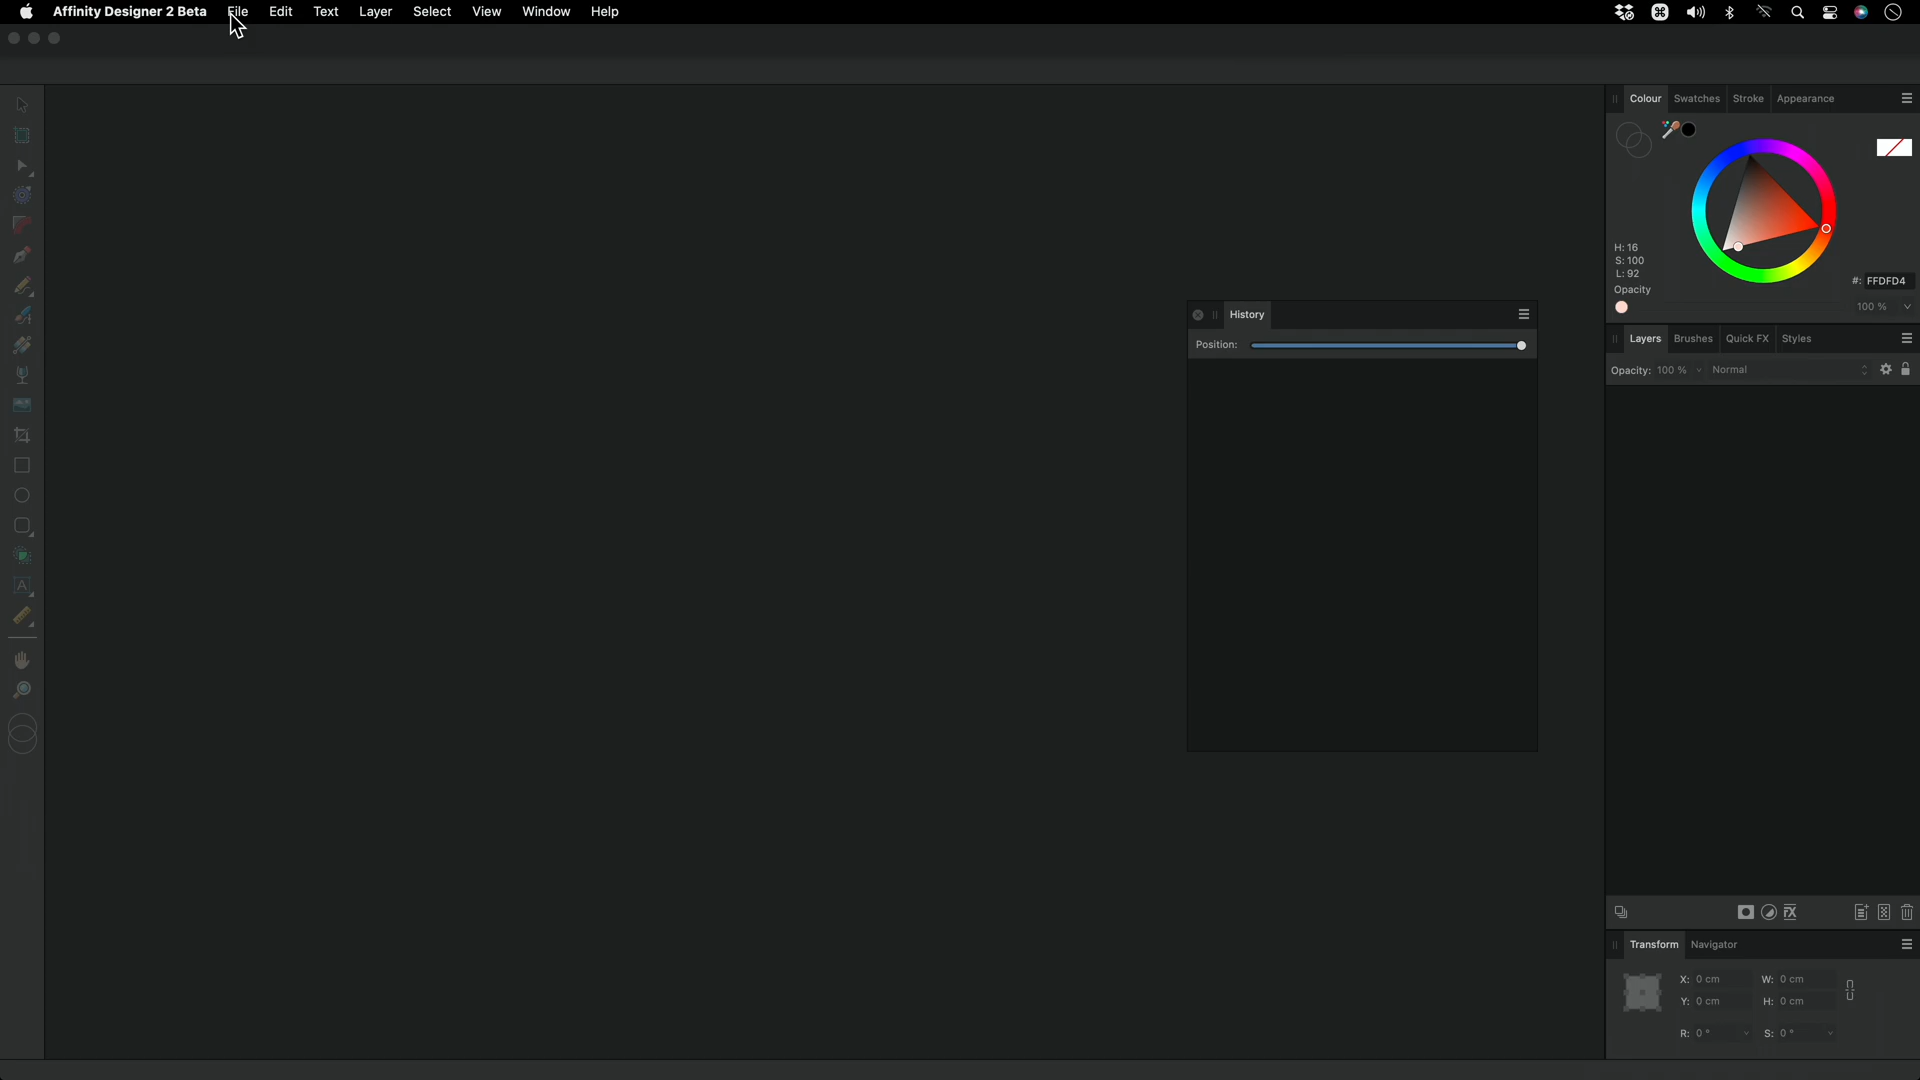 Affinity Designer 2 Beta File Edit Text Layer Select View Window Help
Colour Swatches Stroke Appearance
H: 16
S: 100
L: 92
#: FFDFD4
Opacity
100 %
History
Position:
Layers Brushes Quick FX Styles
Opacity: 100 % Normal
A
FX
Transform Navigator
X: 0 cm W: 0 cm
Y: 0 cm H: 0 cm
R: 0 ° S: 0 °